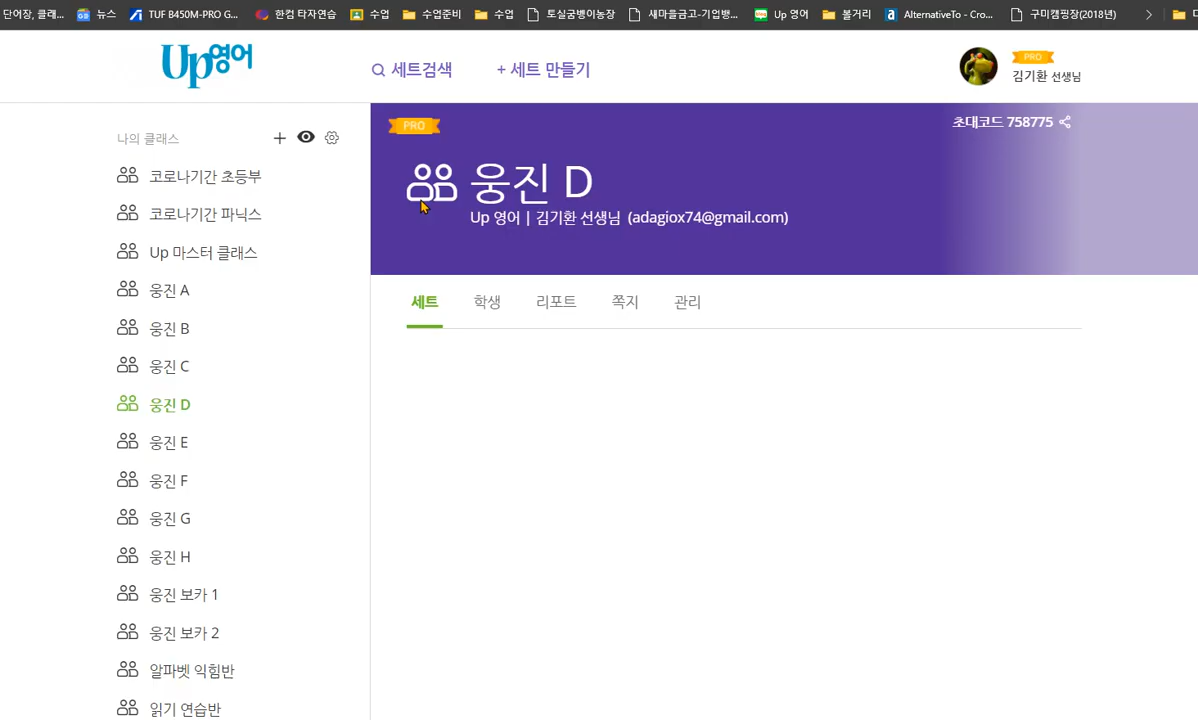 단어장, 클래... 뉴스 TUF B450M-PRO G... 한컴 타자연습 수업 수업준비 수업 토실굼벵이농장 새마을금고-기업뱅... Up 영어 볼거리 AlternativeTo - Cro... 구미캠핑장(2018년)
Up영어
세트검색 + 세트 만들기
PRO
김기환 선생님
나의 클래스
코로나기간 초등부
코로나기간 파닉스
Up 마스터 클래스
웅진 A
웅진 B
웅진 C
웅진 D
웅진 E
웅진 F
웅진 G
웅진 H
웅진 보카 1
웅진 보카 2
알파벳 익힘반
읽기 연습반
PRO
초대코드 758775
웅진 D
Up 영어 | 김기환 선생님 (adagiox74@gmail.com)
세트 학생 리포트 쪽지 관리